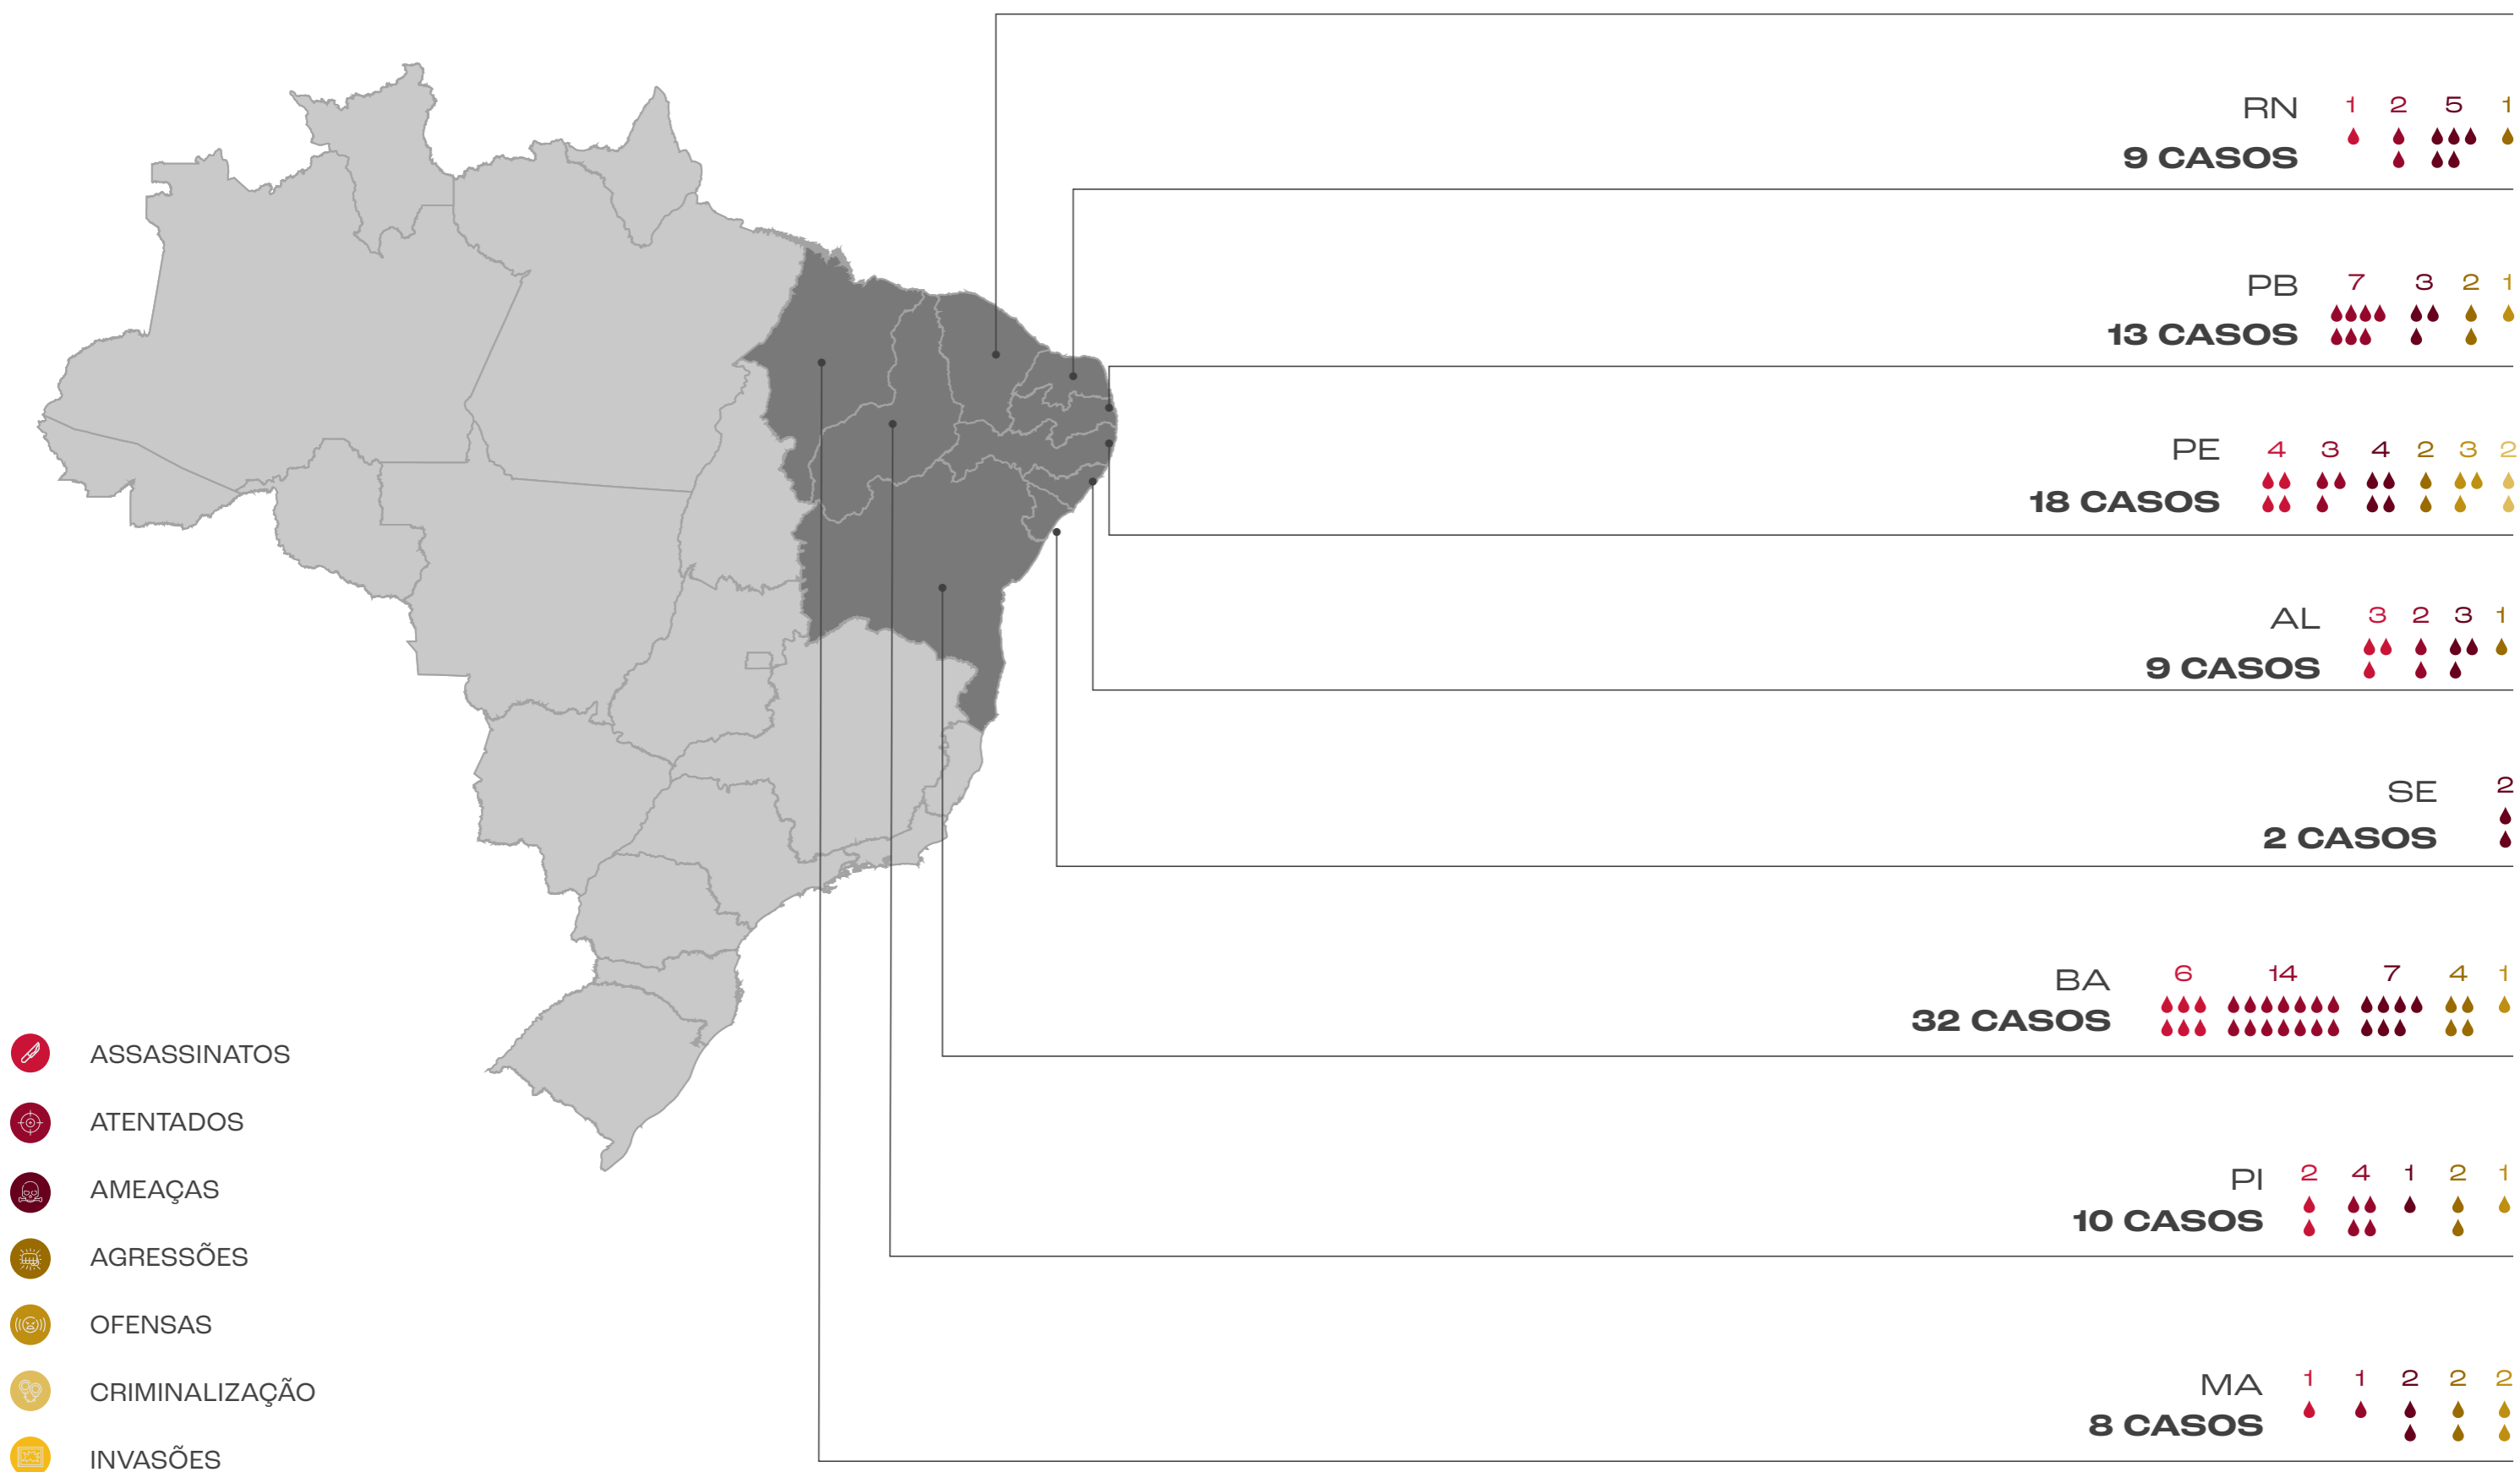 RN 1 2 5 1
9 CASOS
PB 7 3 2 1
13 CASOS
PE 4 3 4 2 3 2
18 CASOS
AL 3 2 3 1
9 CASOS
SE 2
2 CASOS
BA 6 14 7 4 1
32 CASOS
PI 2 4 1 2 1
10 CASOS
MA 1 1 2 2 2
8 CASOS
ASSASSINATOS
ATENTADOS
AMEAÇAS
AGRESSÕES
OFENSAS
CRIMINALIZAÇÃO
INVASÕES